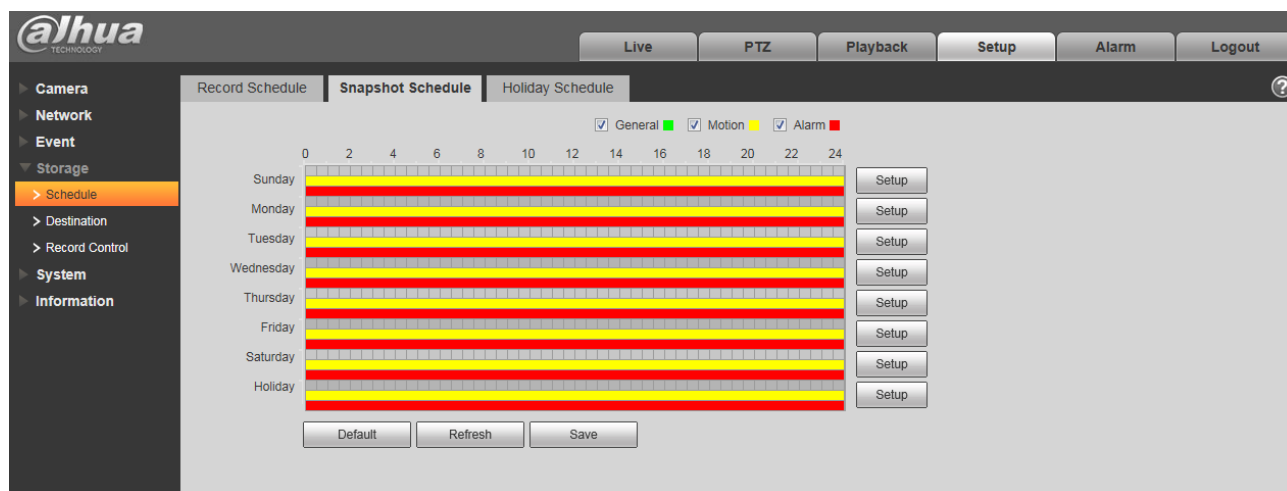 alhua
TECHNOLOGY
Live PTZ Playback Setup Alarm Logout
Camera
Network
Event
Storage
> Schedule
> Destination
> Record Control
System
Information
Record Schedule Snapshot Schedule Holiday Schedule ?
General Motion Alarm
0 2 4 6 8 10 12 14 16 18 20 22 24
Sunday Setup
Monday Setup
Tuesday Setup
Wednesday Setup
Thursday Setup
Friday Setup
Saturday Setup
Holiday Setup
Default Refresh Save